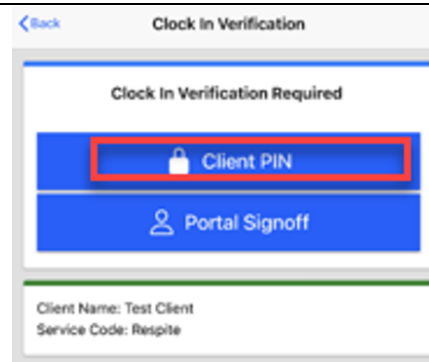 Back
Clock In Verification
Clock In Verification Required
Client PIN
Portal Signoff
Client Name: Test Client
Service Code: Respite